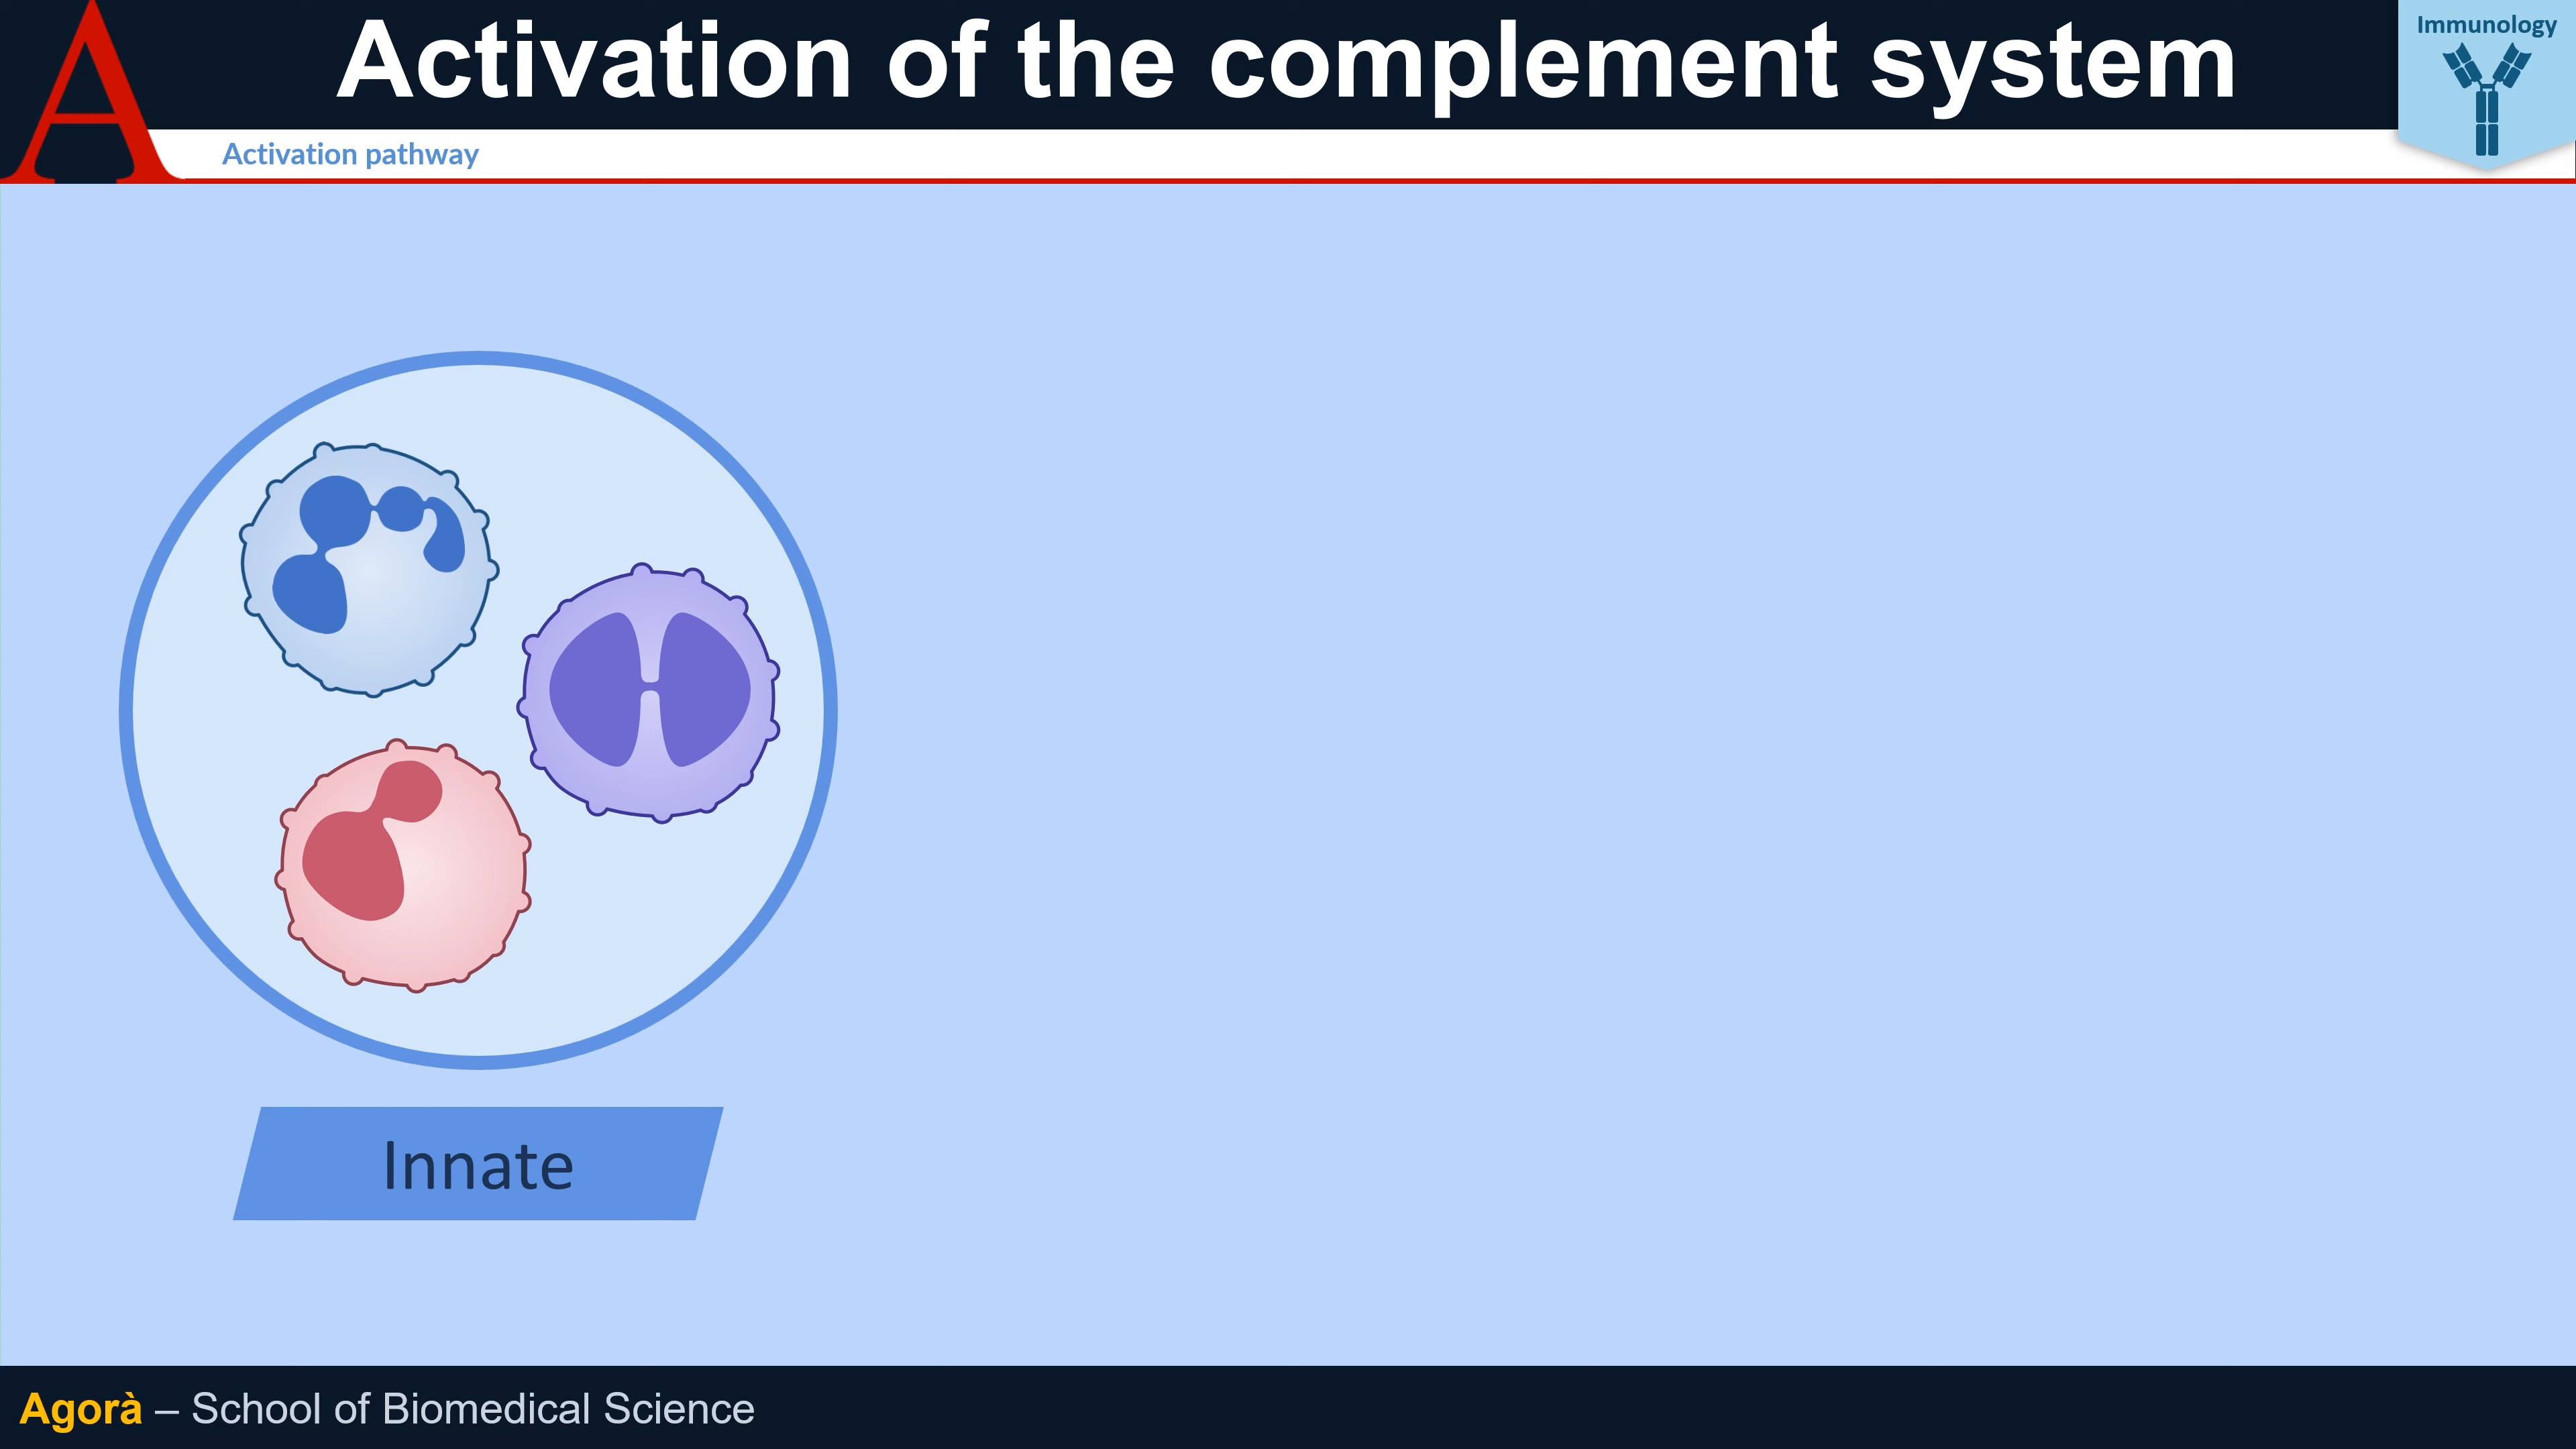 Activation of the complement system
Immunology
A
Activation pathway
Innate
Agorà – School of Biomedical Science